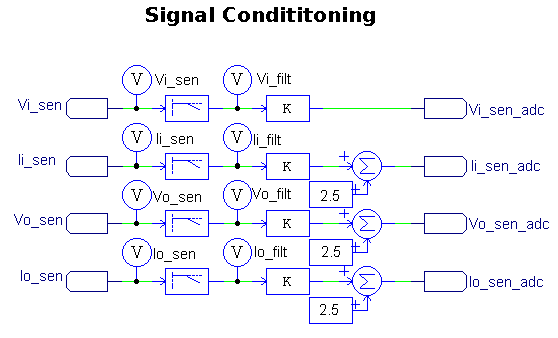 Signal Condititoning
V Vi_sen V Vi_filt
Vi_sen K Vi_sen_adc
V Ii_sen V Ii_filt
Ii_sen K + Σ Ii_sen_adc
V Vo_sen V Vo_filt 2.5 +
Vo_sen K + Σ Vo_sen_adc
V Io_sen V Io_filt 2.5 +
Io_sen K + Σ Io_sen_adc
2.5 +